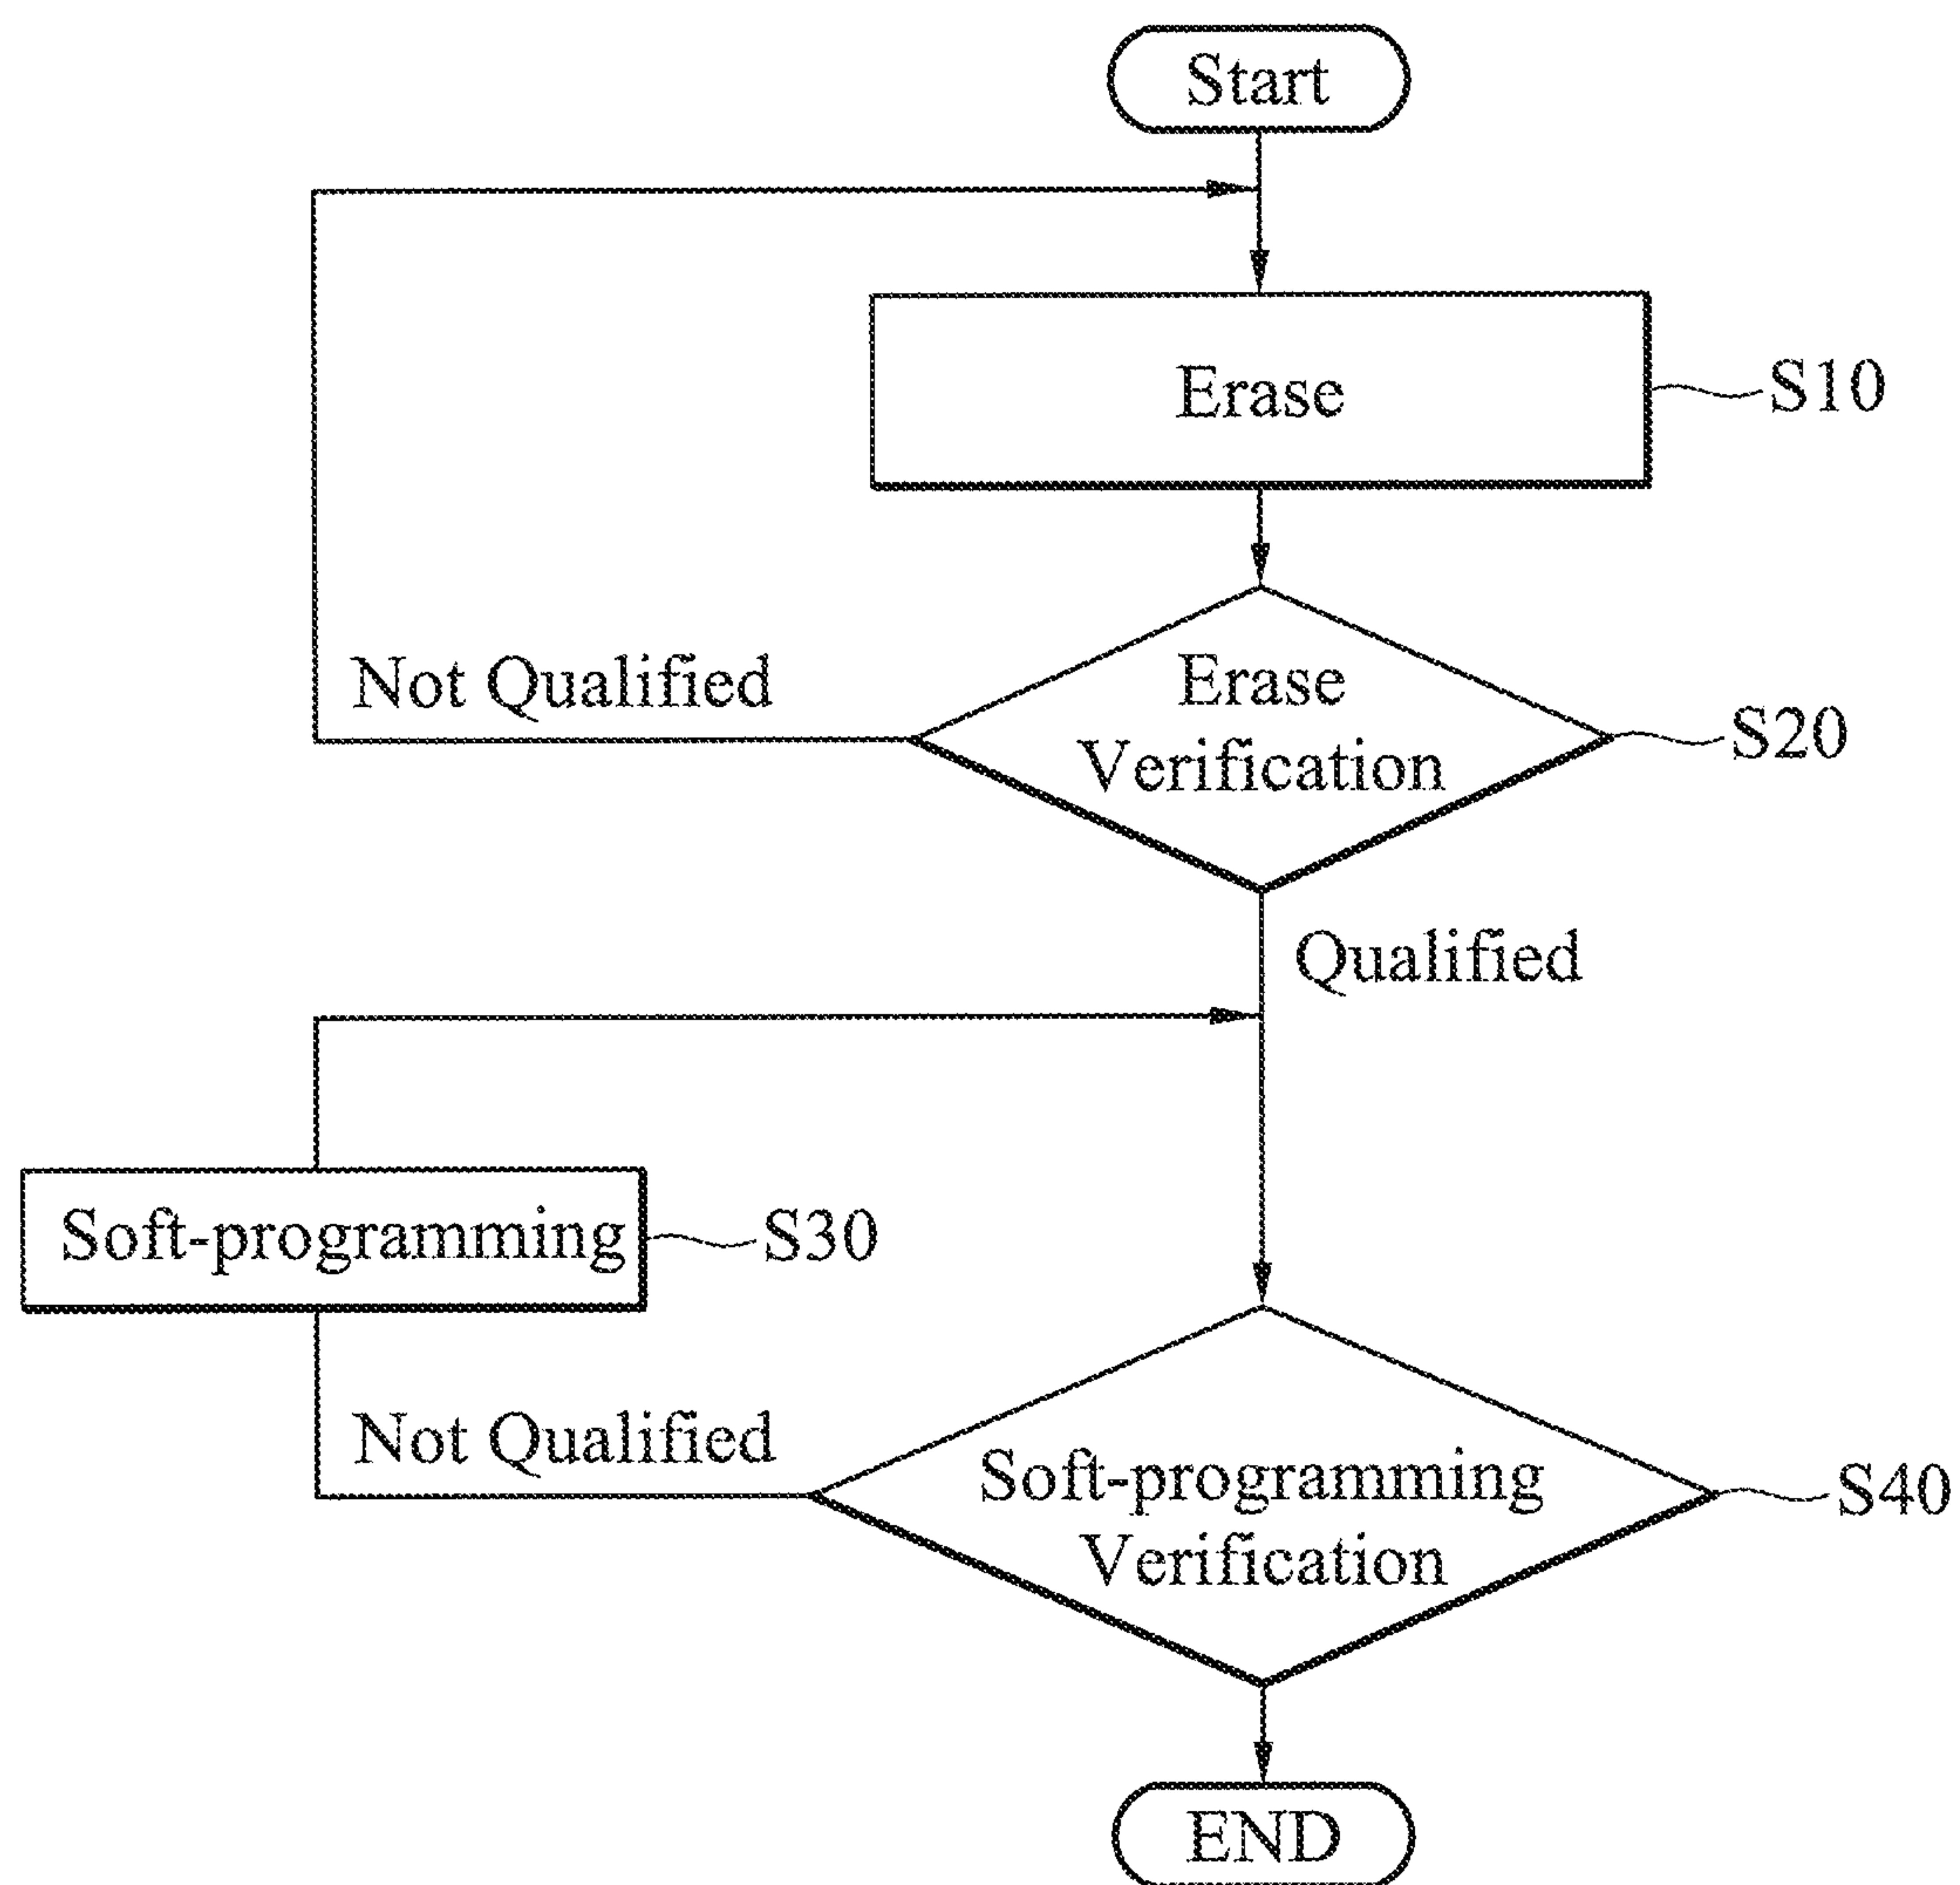 Start
Erase
S10
Not Qualified
Erase
Verification
S20
Qualified
Soft-programming
S30
Not Qualified
Soft-programming
Verification
S40
END